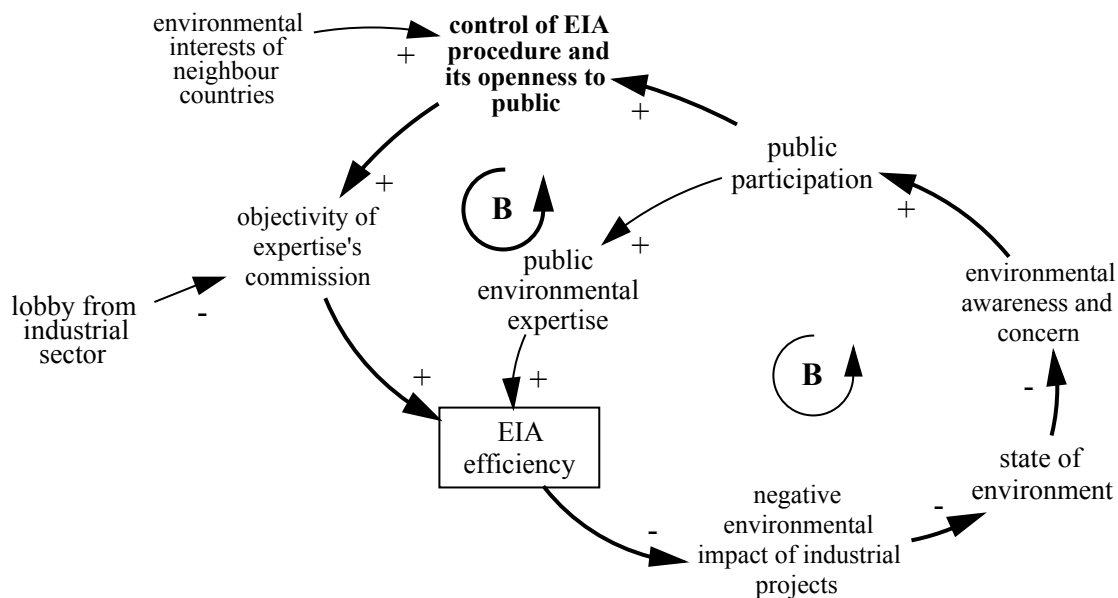 environmental
interests of
neighbour
countries
+
control of EIA
procedure and
its openness to
public
+
public
participation
+
B
objectivity of
expertise's
commission
+
public
environmental
expertise
+
environmental
awareness and
concern
lobby from
industrial
sector
-
B
+
+
-
EIA
efficiency
state of
environment
-
negative
environmental
impact of industrial
projects
-